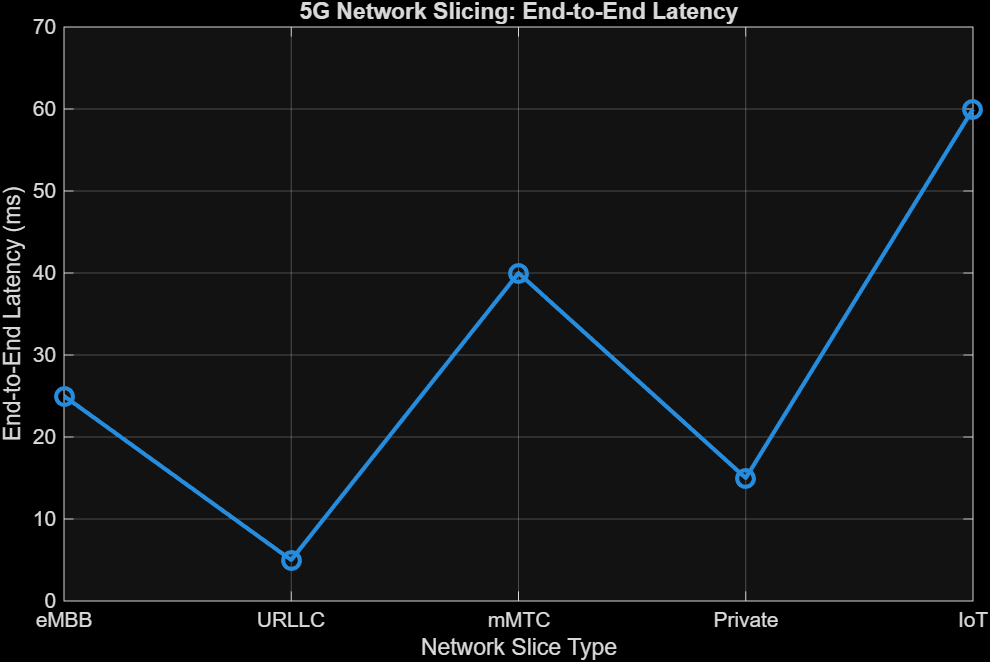 5G Network Slicing: End-to-End Latency
End-to-End Latency (ms)
70
60
50
40
30
20
10
0
eMBB URLLC mMTC Private IoT
Network Slice Type